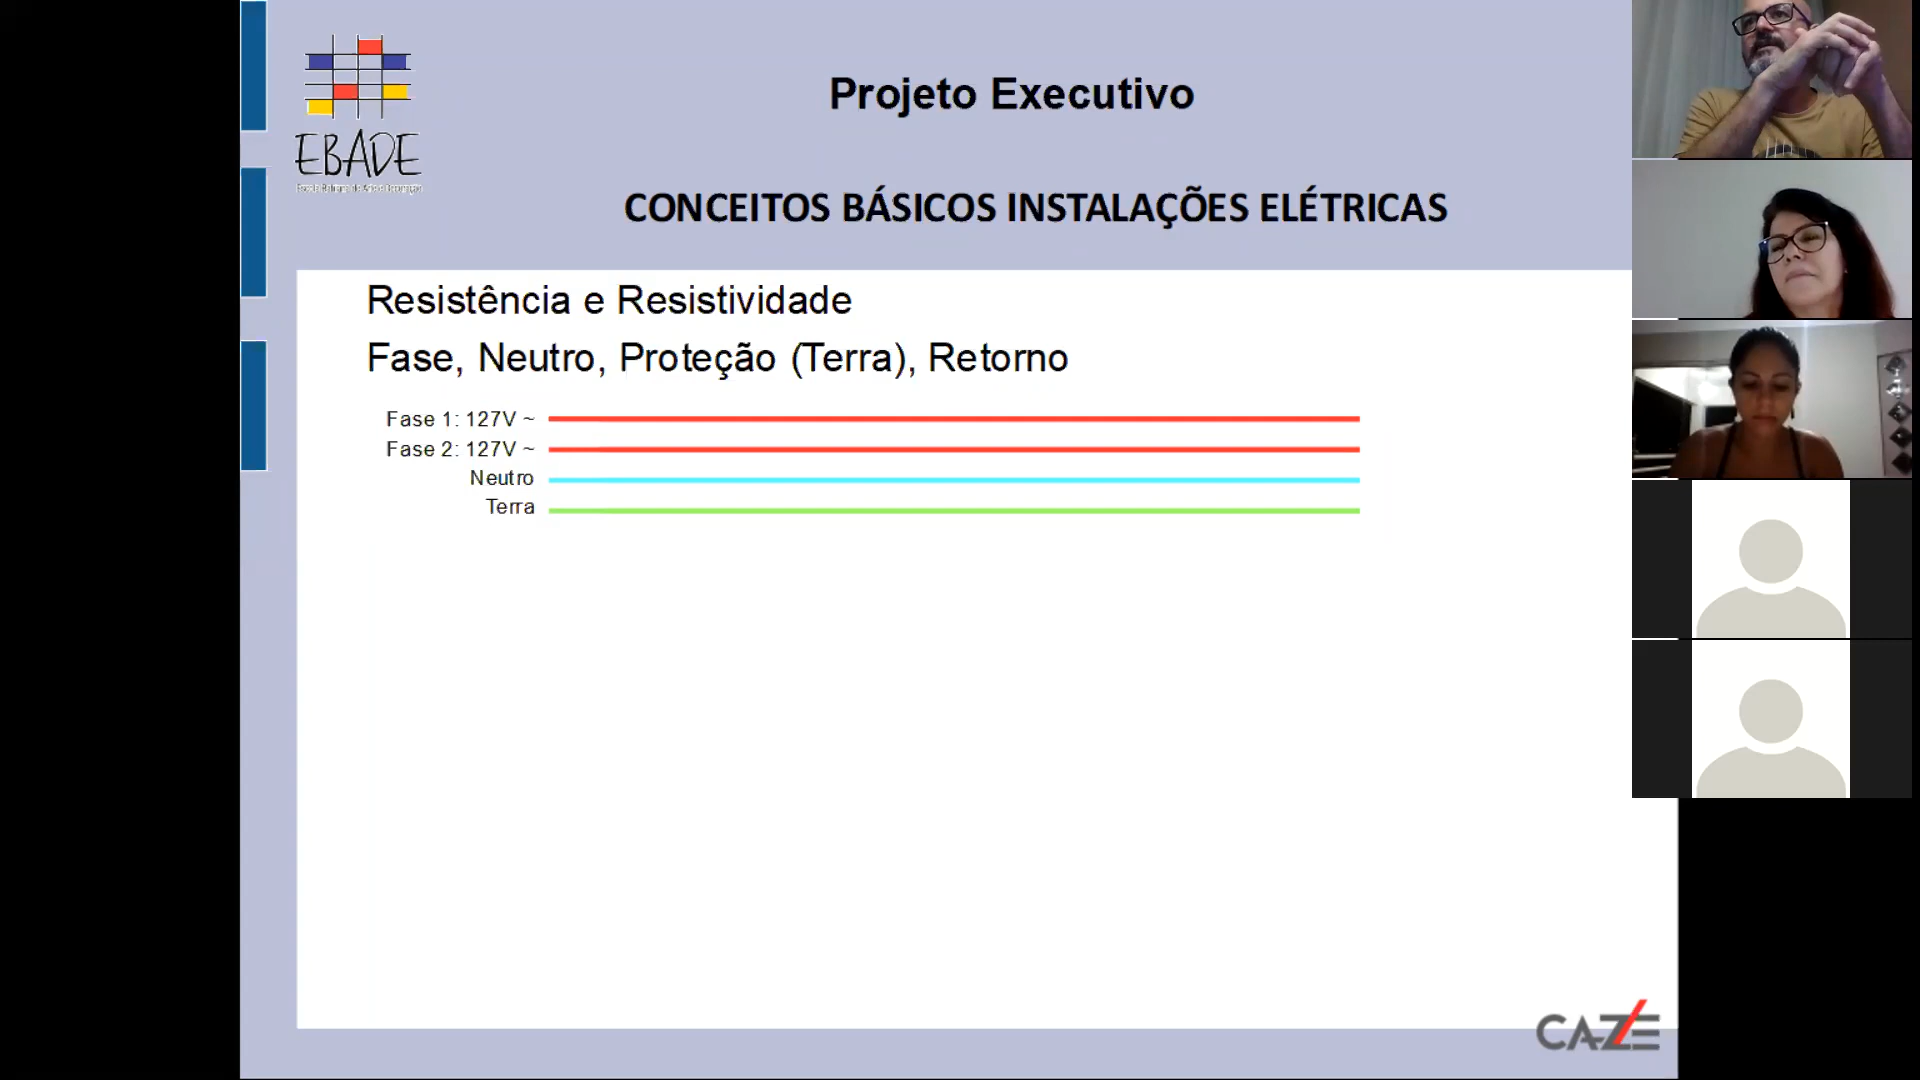 EBADE
Projeto Executivo
CONCEITOS BÁSICOS INSTALAÇÕES ELÉTRICAS
Resistência e Resistividade
Fase, Neutro, Proteção (Terra), Retorno
Fase 1: 127V ~
Fase 2: 127V ~
Neutro
Terra
CAZE